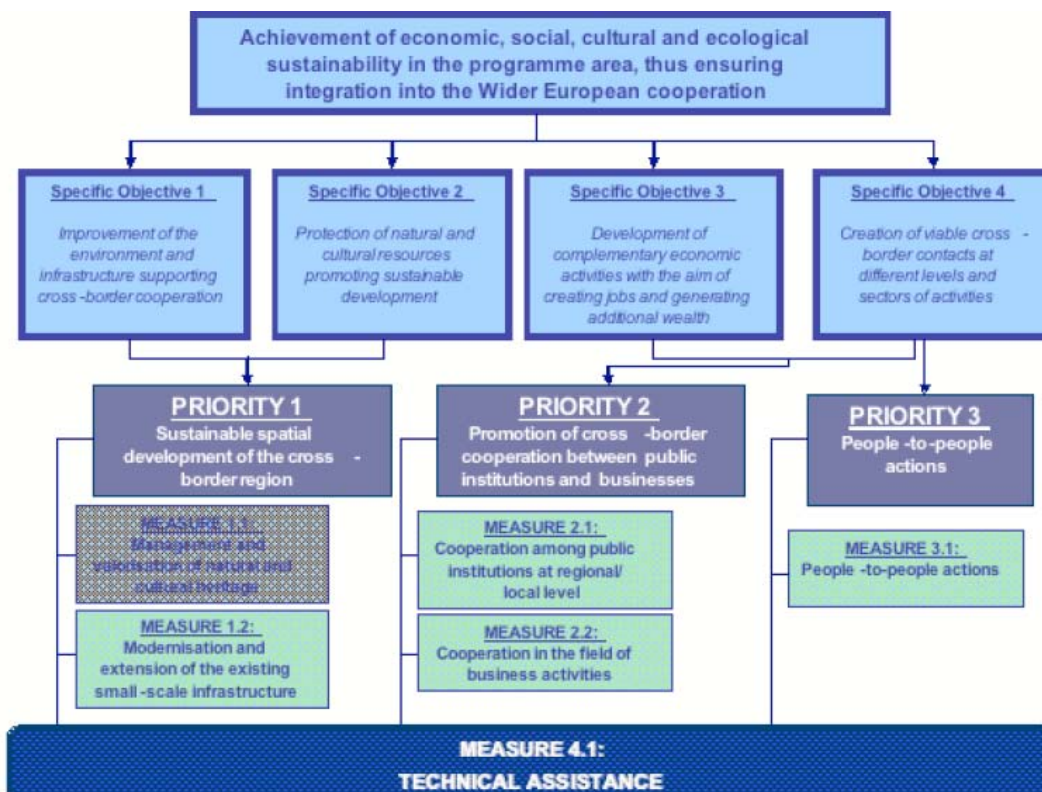 Achievement of economic, social, cultural and ecological
sustainability in the programme area, thus ensuring
integration into the Wider European cooperation
Specific Objective 1
Improvement of the
environment and
infrastructure supporting
cross -border cooperation
Specific Objective 2
Protection of natural and
cultural resources
promoting sustainable
development
Specific Objective 3
Development of
complementary economic
activities with the aim of
creating jobs and generating
additional wealth
Specific Objective 4
Creation of viable cross -
border contacts at
different levels and
sectors of activities
PRIORITY 1
Sustainable spatial
development of the cross -
border region
PRIORITY 2
Promotion of cross -border
cooperation between public
institutions and businesses
PRIORITY 3
People -to-people
actions
MEASURE 1.1:
Management and
valorisation of natural and
cultural heritage
MEASURE 1.2:
Modernisation and
extension of the existing
small -scale infrastructure
MEASURE 2.1:
Cooperation among public
institutions at regional/
local level
MEASURE 2.2:
Cooperation in the field of
business activities
MEASURE 3.1:
People -to-people actions
MEASURE 4.1:
TECHNICAL ASSISTANCE